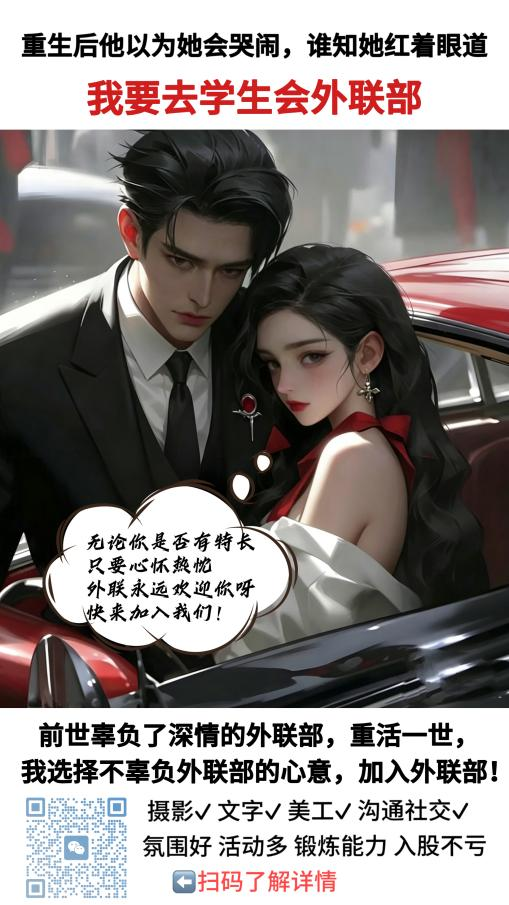 重生后他以为她会哭闹，谁知她红着眼道
我要去学生会外联部
无论你是否有特长
只要心怀热忱
外联永远欢迎你呀
快来加入我们！
前世辜负了深情的外联部，重活一世，
我选择不辜负外联部的心意，加入外联部！
摄影✓ 文字✓ 美工✓ 沟通社交✓
氛围好 活动多 锻炼能力 入股不亏
⬅扫码了解详情